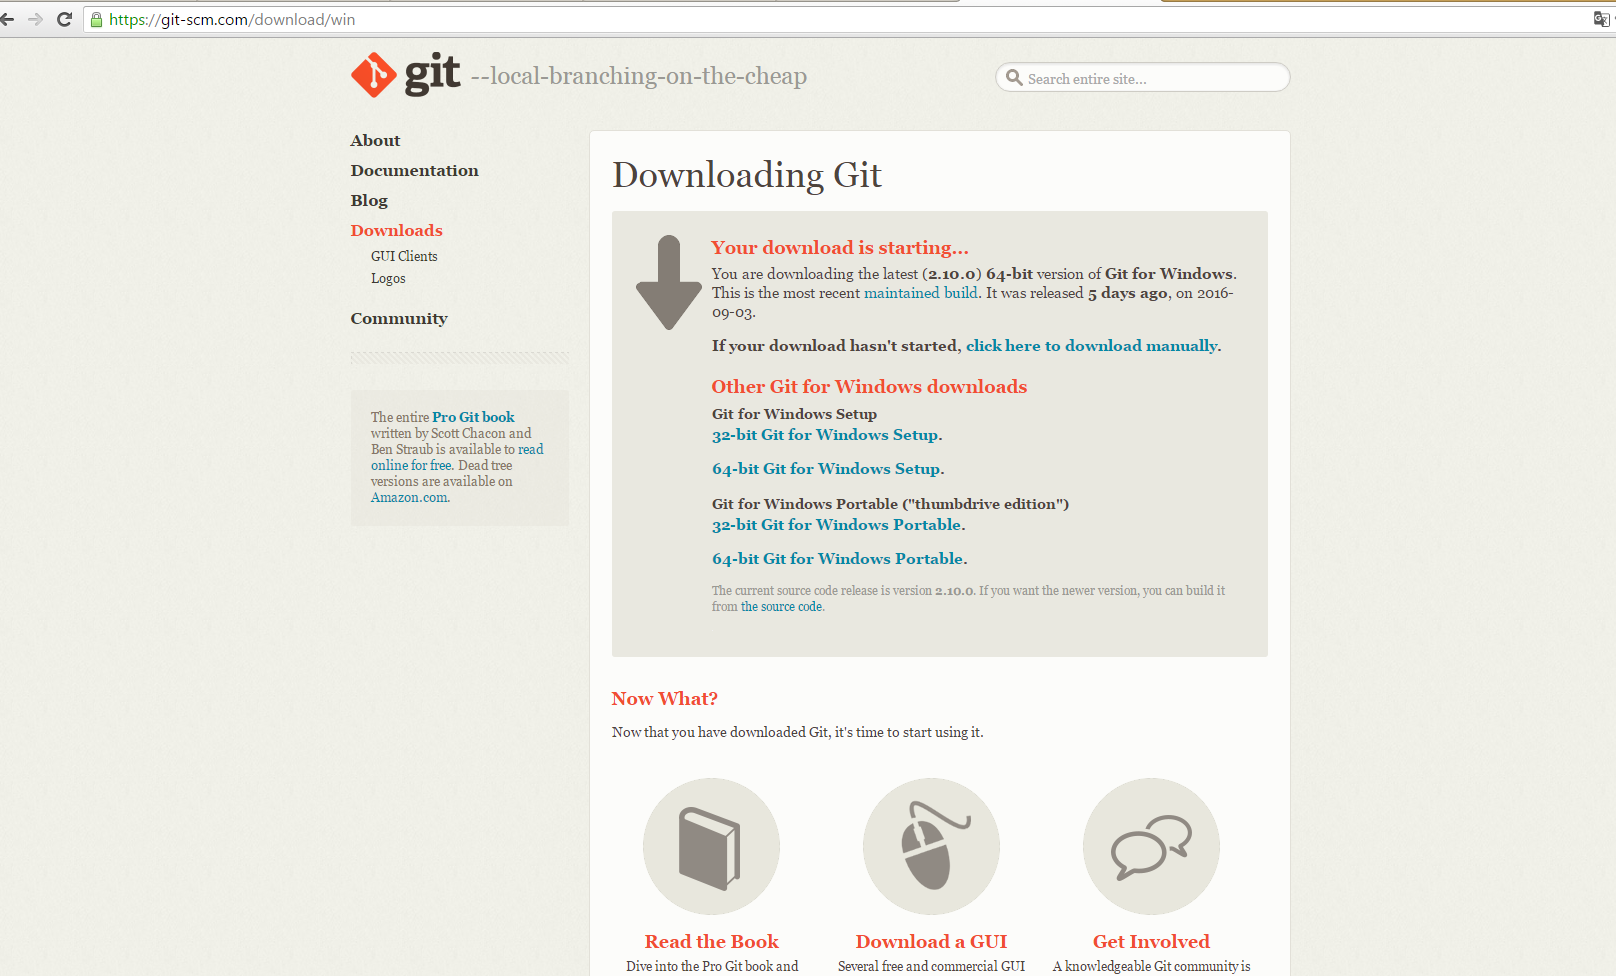 https://git-scm.com/download/win
git --local-branching-on-the-cheap
Search entire site...
About
Documentation
Blog
Downloads
GUI Clients
Logos
Community
The entire Pro Git book
written by Scott Chacon and
Ben Straub is available to read
online for free. Dead tree
versions are available on
Amazon.com.
Downloading Git
Your download is starting...
You are downloading the latest (2.10.0) 64-bit version of Git for Windows.
This is the most recent maintained build. It was released 5 days ago, on 2016-
09-03.
If your download hasn't started, click here to download manually.
Other Git for Windows downloads
Git for Windows Setup
32-bit Git for Windows Setup.
64-bit Git for Windows Setup.
Git for Windows Portable ("thumbdrive edition")
32-bit Git for Windows Portable.
64-bit Git for Windows Portable.
The current source code release is version 2.10.0. If you want the newer version, you can build it
from the source code.
Now What?
Now that you have downloaded Git, it's time to start using it.
Read the Book
Dive into the Pro Git book and
Download a GUI
Several free and commercial GUI
Get Involved
A knowledgeable Git community is